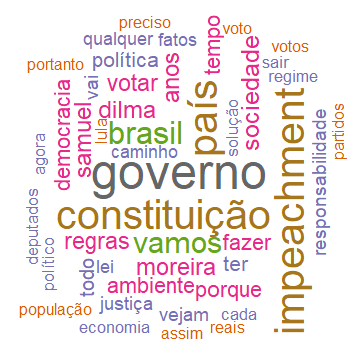 preciso
voto
qualquer
fatos
votos
tempo
sair
portanto
política
anos
regime
vai
votar
sociedade
país
dilma
lula
solução
partidos
samuel
brasil
democracia
caminho
agora
governo
impeachment
responsabilidade
constituição
deputados
político
regras
vamos
fazer
todo
lei
moreira
ter
ambiente
porque
população
justiça
vejam
cada
economia
assim
reais